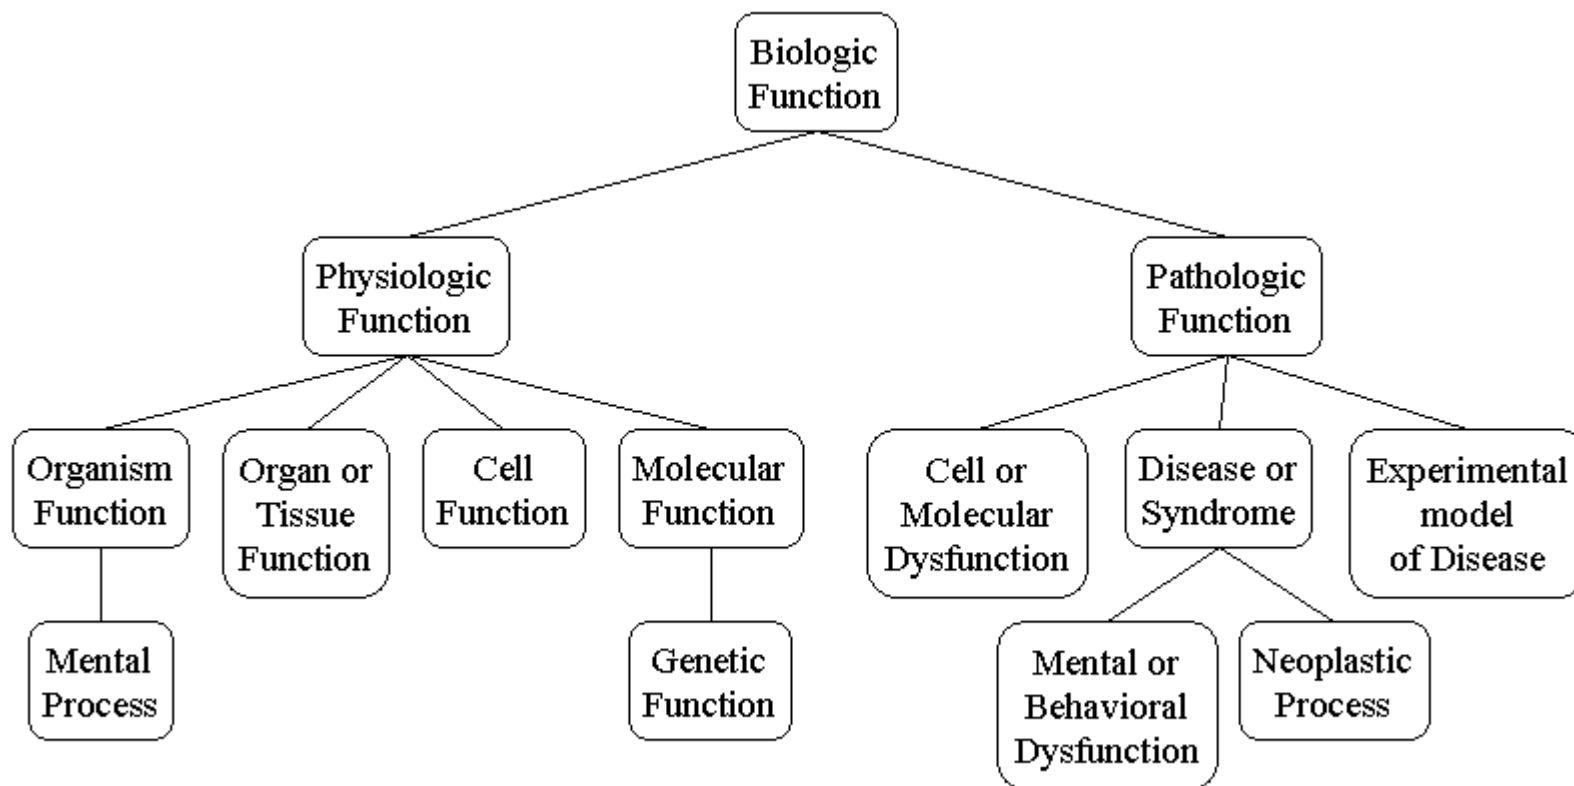 Biologic
Function
Physiologic
Function
Pathologic
Function
Organism
Function
Organ or
Tissue
Function
Cell
Function
Molecular
Function
Cell or
Molecular
Dysfunction
Disease or
Syndrome
Experimental
model
of Disease
Mental
Process
Genetic
Function
Mental or
Behavioral
Dysfunction
Neoplastic
Process